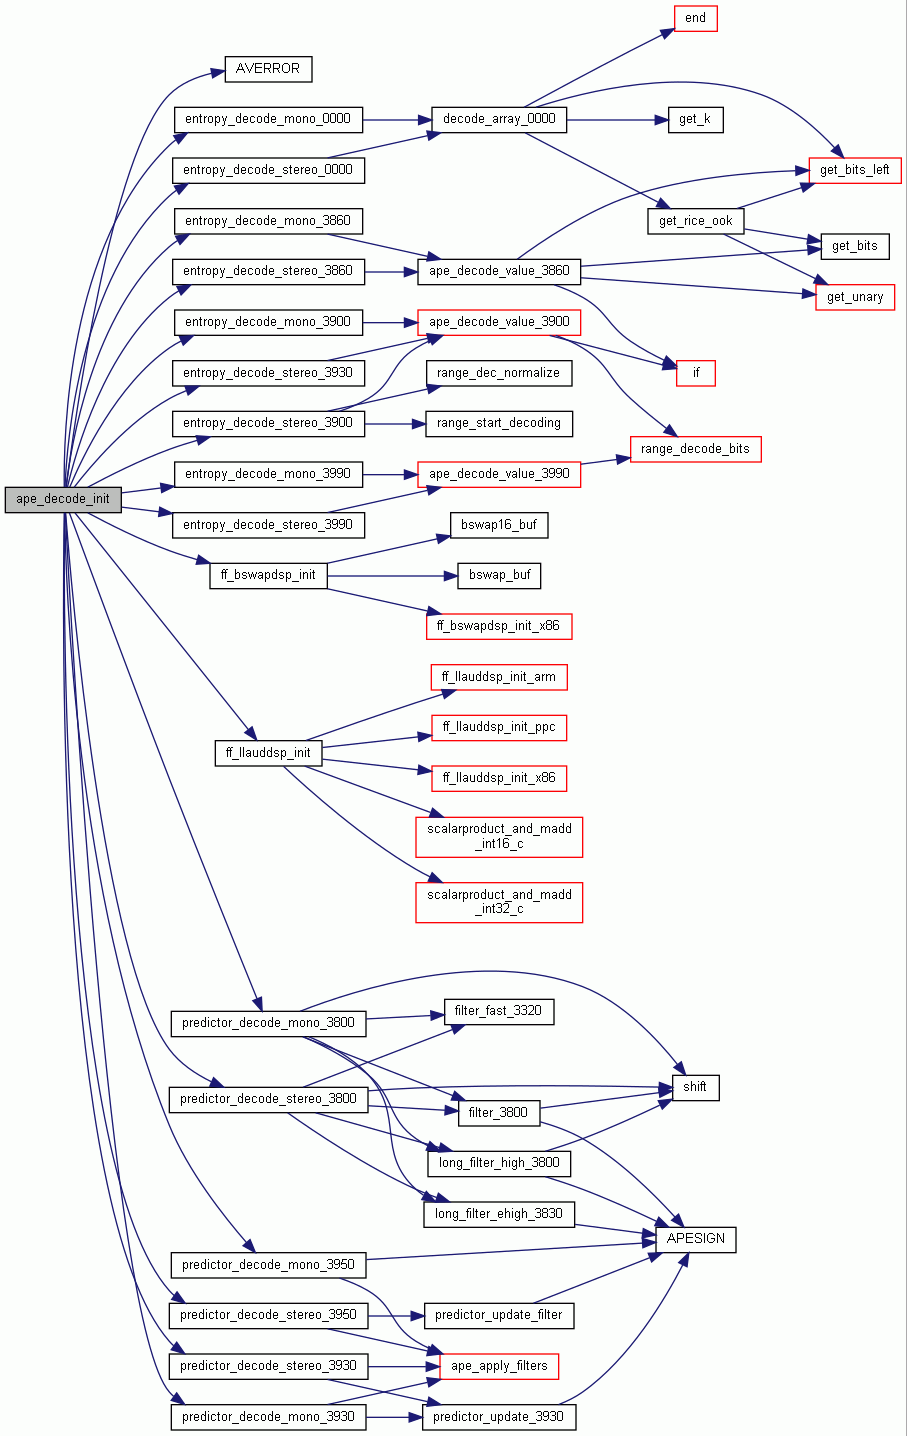 end
AVERROR
entropy_decode_mono_0000
decode_array_0000
get_k
entropy_decode_stereo_0000
get_bits_left
entropy_decode_mono_3860
get_rice_ook
get_bits
entropy_decode_stereo_3860
ape_decode_value_3860
get_unary
entropy_decode_mono_3900
ape_decode_value_3900
entropy_decode_stereo_3930
range_dec_normalize
if
entropy_decode_stereo_3900
range_start_decoding
range_decode_bits
entropy_decode_mono_3990
ape_decode_value_3990
ape_decode_init
entropy_decode_stereo_3990
bswap16_buf
ff_bswapdsp_init
bswap_buf
ff_bswapdsp_init_x86
ff_llauddsp_init_arm
ff_llauddsp_init_ppc
ff_llauddsp_init
ff_llauddsp_init_x86
scalarproduct_and_madd
_int16_c
scalarproduct_and_madd
_int32_c
filter_fast_3320
predictor_decode_mono_3800
shift
predictor_decode_stereo_3800
filter_3800
long_filter_high_3800
long_filter_ehigh_3830
APESIGN
predictor_decode_mono_3950
predictor_decode_stereo_3950
predictor_update_filter
predictor_decode_stereo_3930
ape_apply_filters
predictor_decode_mono_3930
predictor_update_3930